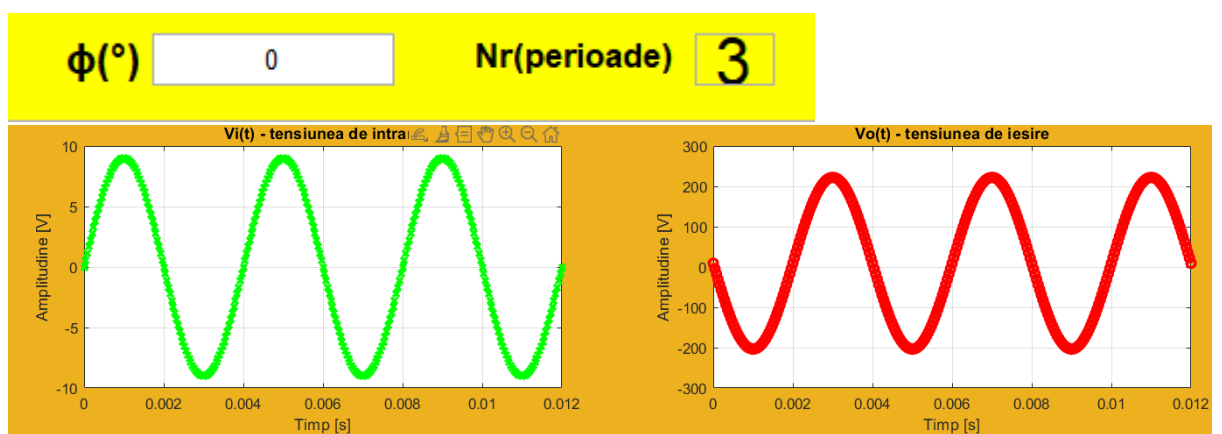 ϕ(°) 0 Nr(perioade) 3
Vi(t) - tensiunea de intra
10
5
0
-5
-10
Amplitudine [V]
0 0.002 0.004 0.006 0.008 0.01 0.012
Timp [s]
Vo(t) - tensiunea de iesire
300
200
100
0
-100
-200
-300
Amplitudine [V]
0 0.002 0.004 0.006 0.008 0.01 0.012
Timp [s]